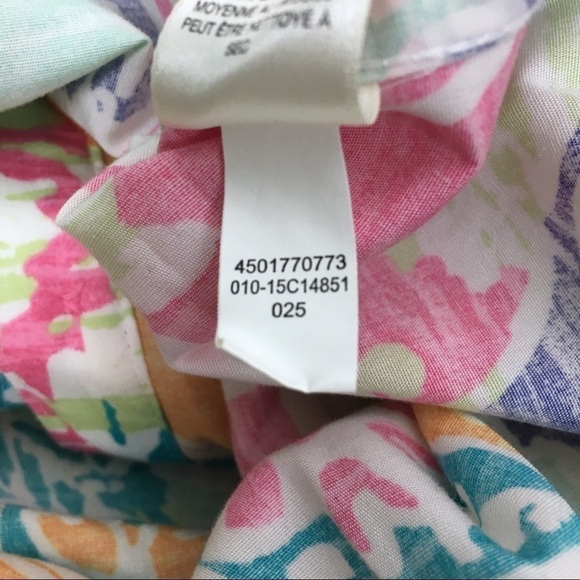 MOYENNE
PEUT ÊTRE NETTOYÉ À
SEC
4501770773
010-15C14851
025